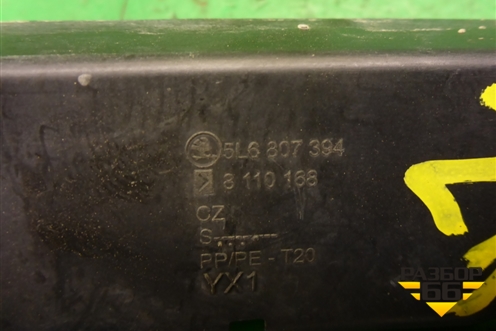 5L6 807 394
8 110 168
CZ
S......
PP/PE - T20
YX1
РАЗБОР
66